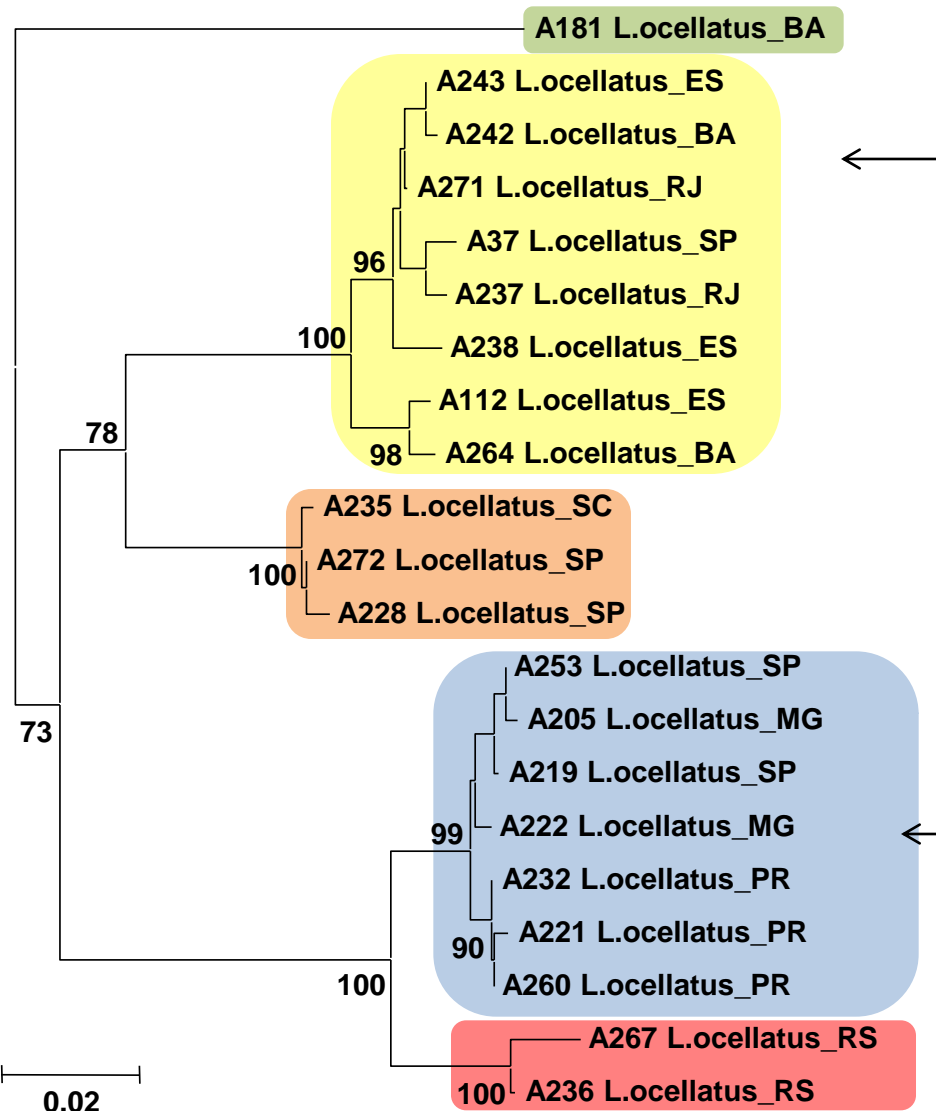 A181 L.ocellatus_BA
A243 L.ocellatus_ES
A242 L.ocellatus_BA
A271 L.ocellatus_RJ
A37 L.ocellatus_SP
96
A237 L.ocellatus_RJ
100
A238 L.ocellatus_ES
A112 L.ocellatus_ES
78
98
A264 L.ocellatus_BA
A235 L.ocellatus_SC
A272 L.ocellatus_SP
100
A228 L.ocellatus_SP
A253 L.ocellatus_SP
A205 L.ocellatus_MG
73
A219 L.ocellatus_SP
A222 L.ocellatus_MG
99
A232 L.ocellatus_PR
A221 L.ocellatus_PR
90
A260 L.ocellatus_PR
100
A267 L.ocellatus_RS
A236 L.ocellatus_RS
100
0.02